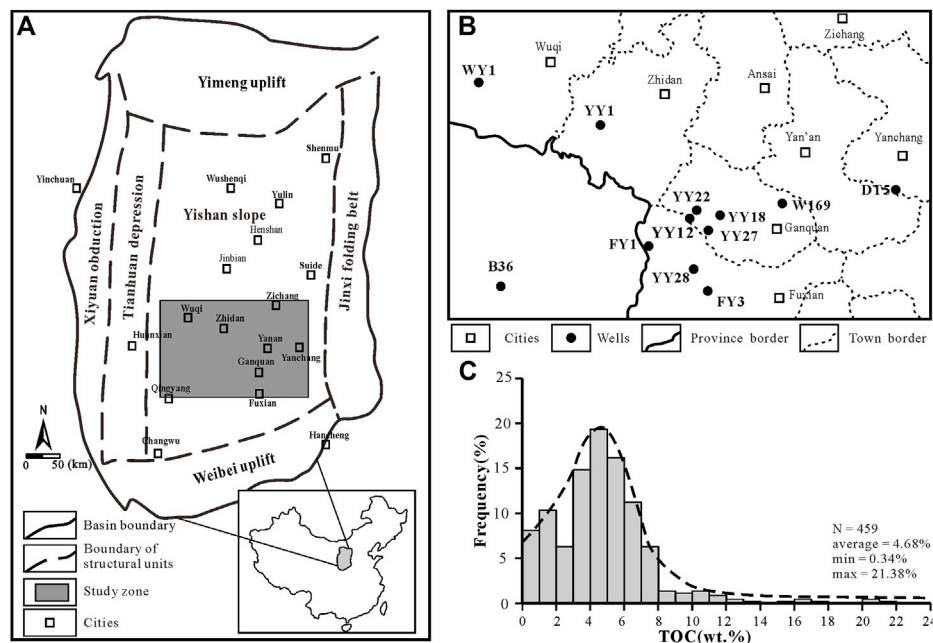 A
Yimeng uplift
Shenmu
Yinchuan
Wushenqi
Yulin
Yishan slope
Henshan
Jinbian
Suide
Xiyuan obduction
Tianhuan depression
Jinxi folding belt
Zichang
Wuqi
Zhidan
Huanxian
Yanan
Yanchang
Ganquan
Qingyang
Fuxian
N
0 50 (km)
Changwu
Hancheng
Weibei uplift
Basin boundary
Boundary of
structural units
Study zone
Cities
B
Zichang
Wuqi
WY1
Zhidan
Ansai
YY1
Yan'an
Yanchang
D15
YY22
W169
YY18
YY12
YY27
Ganquan
FY1
B36
YY28
FY3
Fuxian
Cities
Wells
Province border
Town border
C
25
20
15
10
5
0
Frequency(%)
N = 459
average = 4.68%
min = 0.34%
max = 21.38%
0 2 4 6 8 10 12 14 16 18 20 22 24
TOC(wt.%)